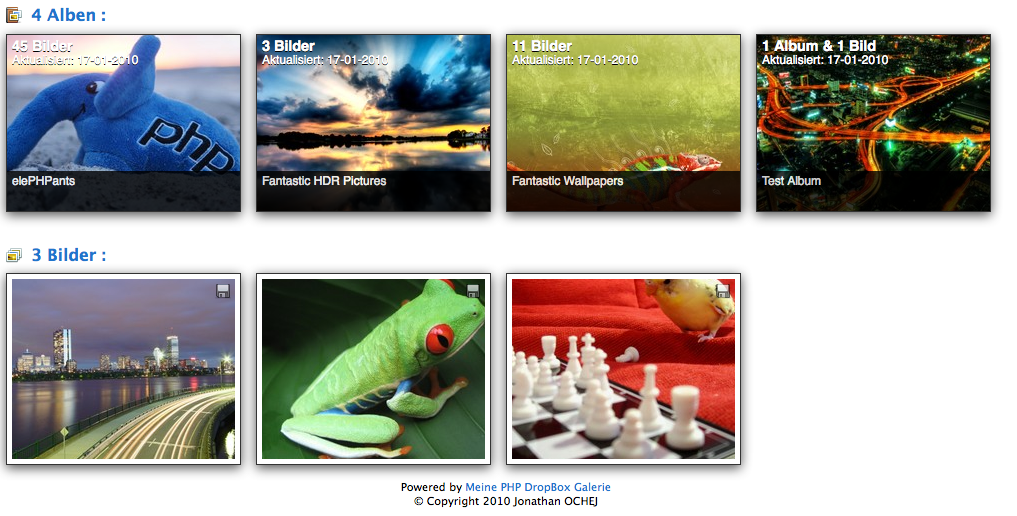 4 Alben :
45 Bilder
Aktualisiert: 17-01-2010
php
elePHPants
3 Bilder
Aktualisiert: 17-01-2010
Fantastic HDR Pictures
11 Bilder
Aktualisiert: 17-01-2010
Fantastic Wallpapers
1 Album & 1 Bild
Aktualisiert: 17-01-2010
Test Album
3 Bilder :
Powered by Meine PHP DropBox Galerie
© Copyright 2010 Jonathan OCHEJ